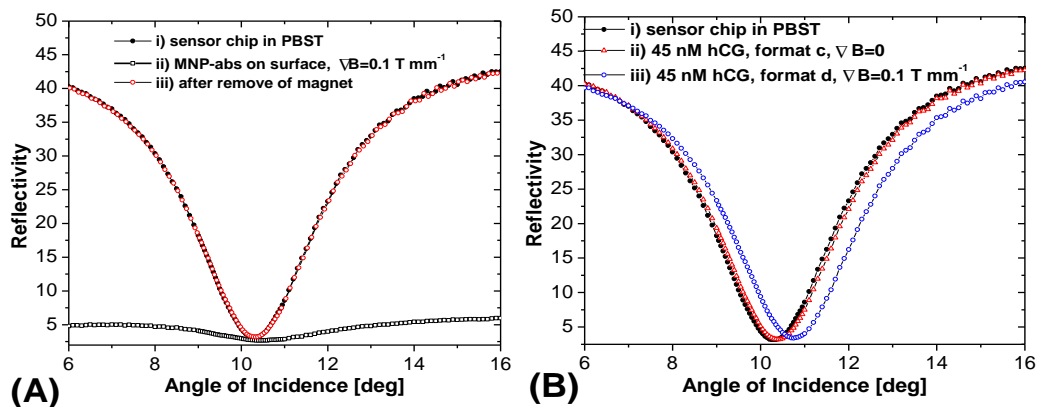 i) sensor chip in PBST
ii) MNP-abs on surface, ∇B=0.1 T mm⁻¹
iii) after remove of magnet
Reflectivity
45
40
35
30
25
20
15
10
5
6 8 10 12 14 16
Angle of Incidence [deg]
(A)
i) sensor chip in PBST
ii) 45 nM hCG, format c, ∇ B=0
iii) 45 nM hCG, format d, ∇B=0.1 T mm⁻¹
Reflectivity
50
45
40
35
30
25
20
15
10
5
6 8 10 12 14 16
Angle of Incidence [deg]
(B)